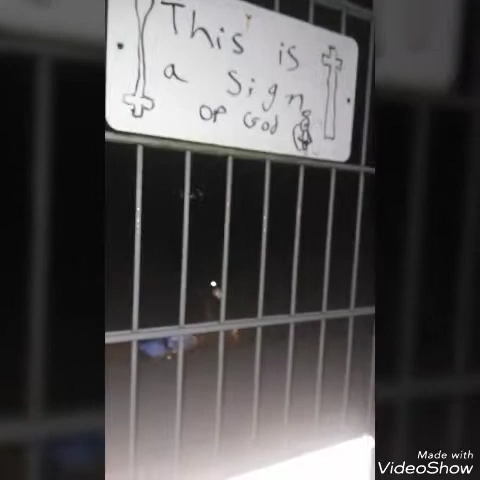 This is
a Sign
OF God
Made with
VideoShow